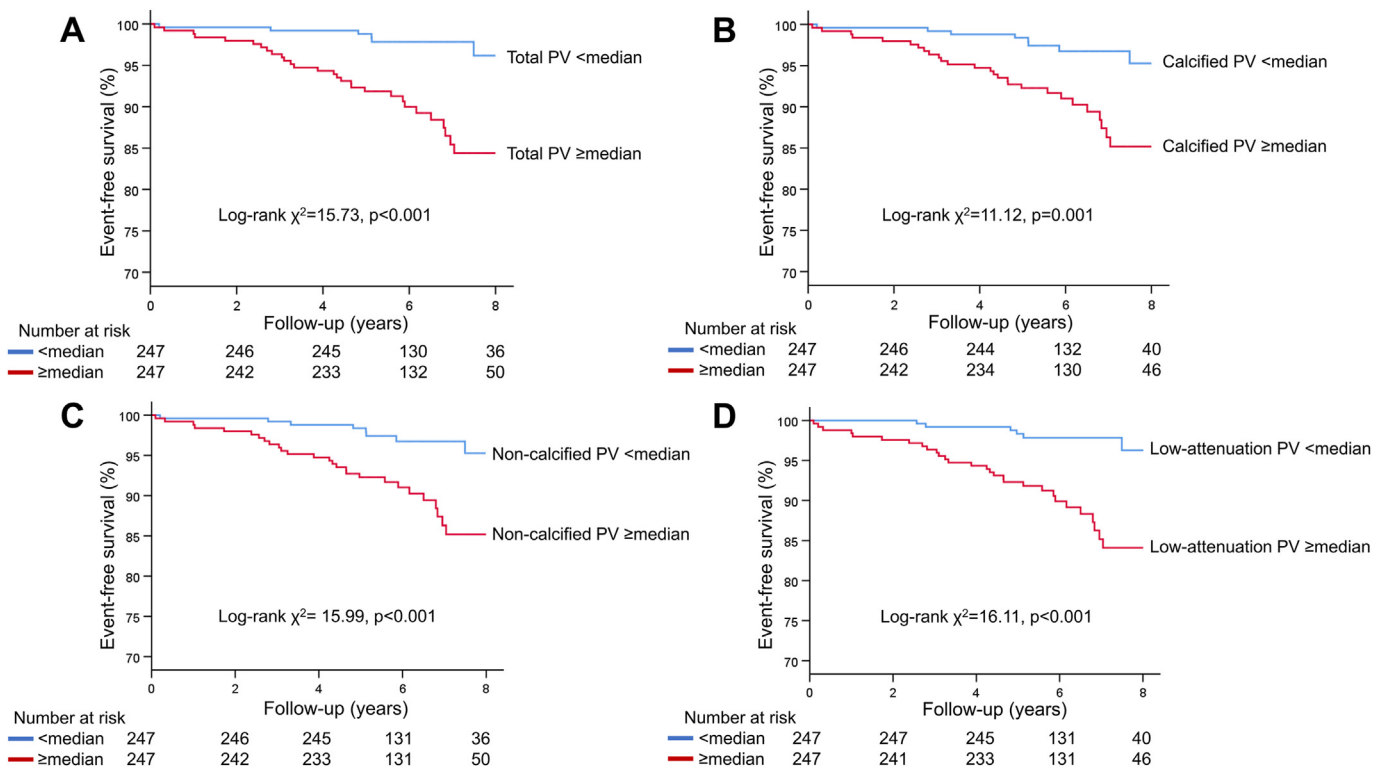 A
Event-free survival (%)
100
95
90
85
80
75
70
Total PV <median
Total PV ≥median
Log-rank χ²=15.73, p<0.001
0 2 4 6 8
Follow-up (years)
Number at risk
<median 247 246 245 130 36
≥median 247 242 233 132 50
B
Event-free survival (%)
100
95
90
85
80
75
70
Calcified PV <median
Calcified PV ≥median
Log-rank χ²=11.12, p=0.001
0 2 4 6 8
Follow-up (years)
Number at risk
<median 247 246 244 132 40
≥median 247 242 234 130 46
C
Event-free survival (%)
100
95
90
85
80
75
70
Non-calcified PV <median
Non-calcified PV ≥median
Log-rank χ²= 15.99, p<0.001
0 2 4 6 8
Follow-up (years)
Number at risk
<median 247 246 245 131 36
≥median 247 242 233 131 50
D
Event-free survival (%)
100
95
90
85
80
75
70
Low-attenuation PV <median
Low-attenuation PV ≥median
Log-rank χ²=16.11, p<0.001
0 2 4 6 8
Follow-up (years)
Number at risk
<median 247 247 245 131 40
≥median 247 241 233 131 46